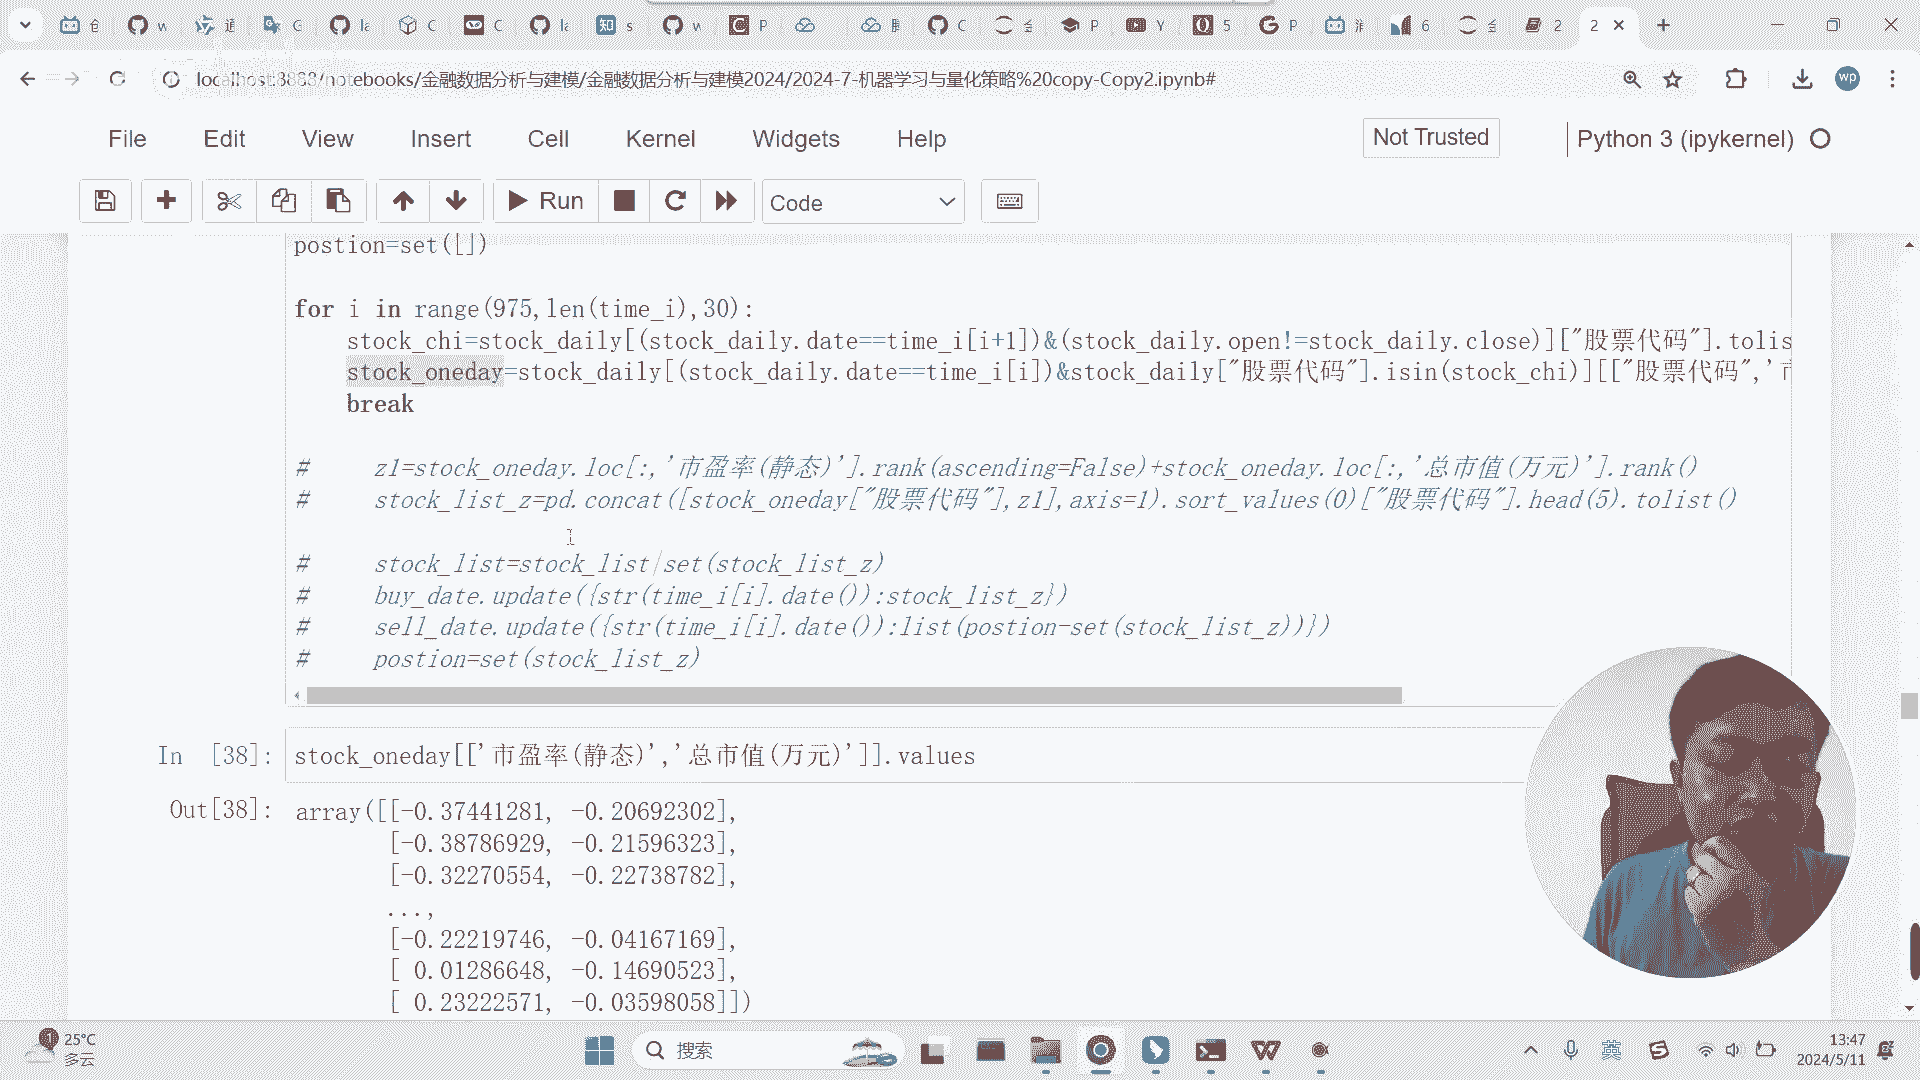 localhost:8888/notebooks/金融数据分析与建模/金融数据分析与建模2024/2024-7-机器学习与量化策略%20copy-Copy2.ipynb#
wp
File Edit View Insert Cell Kernel Widgets Help Not Trusted Python 3 (ipykernel)
Run Code
postion=set([])
for i in range(975,len(time_i),30):
stock_chi=stock_daily[(stock_daily.date==time_i[i+1])&(stock_daily.open!=stock_daily.close)]["股票代码"].tolis
stock_oneday=stock_daily[(stock_daily.date==time_i[i])&stock_daily["股票代码"].isin(stock_chi)][["股票代码",'市
break
# z1=stock_oneday.loc[:,'市盈率(静态)'].rank(ascending=False)+stock_oneday.loc[:,'总市值(万元)'].rank()
# stock_list_z=pd.concat([stock_oneday["股票代码"],z1],axis=1).sort_values(0)["股票代码"].head(5).tolist()
# stock_list=stock_list|set(stock_list_z)
# buy_date.update({str(time_i[i].date()):stock_list_z})
# sell_date.update({str(time_i[i].date()):list(postion-set(stock_list_z))})
# postion=set(stock_list_z)
In [38]: stock_oneday[['市盈率(静态)','总市值(万元)']].values
Out[38]: array([[-0.37441281, -0.20692302],
[-0.38786929, -0.21596323],
[-0.32270554, -0.22738782],
...,
[-0.22219746, -0.04167169],
[ 0.01286648, -0.14690523],
[ 0.23222571, -0.03598058]])
1
25°C
多云
搜索
英
13:47
2024/5/11